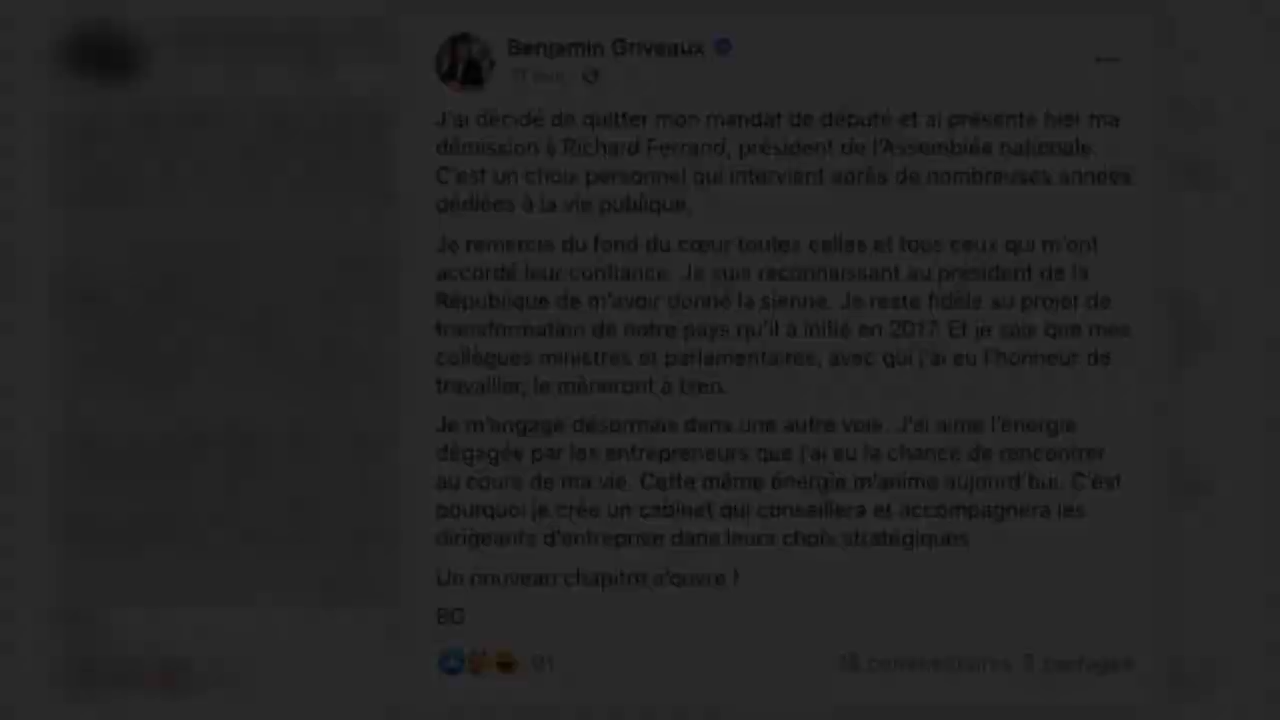 Benjamin Griveaux
J'ai décidé de quitter mon mandat de député et ai présenté hier ma
démission à Richard Ferrand, président de l'Assemblée nationale.
C'est un choix personnel qui intervient après de nombreuses années
dédiées à la vie publique.
Je remercie du fond du cœur toutes celles et tous ceux qui m'ont
accordé leur confiance. Je suis reconnaissant au président de la
République de m'avoir donné la sienne. Je reste fidèle au projet de
transformation de notre pays qu'il a initié en 2017. Et je sais que mes
collègues ministres et parlementaires, avec qui j'ai eu l'honneur de
travailler, le mèneront à bien.
Je m'engage désormais dans une autre voie. J'ai aimé l'énergie
dégagée par les entrepreneurs que j'ai eu la chance de rencontrer
au cours de ma vie. Cette même énergie m'anime aujourd'hui. C'est
pourquoi je crée un cabinet qui conseillera et accompagnera les
dirigeants d'entreprise dans leurs choix stratégiques.
Un nouveau chapitre s'ouvre !
BG
commentaires partages